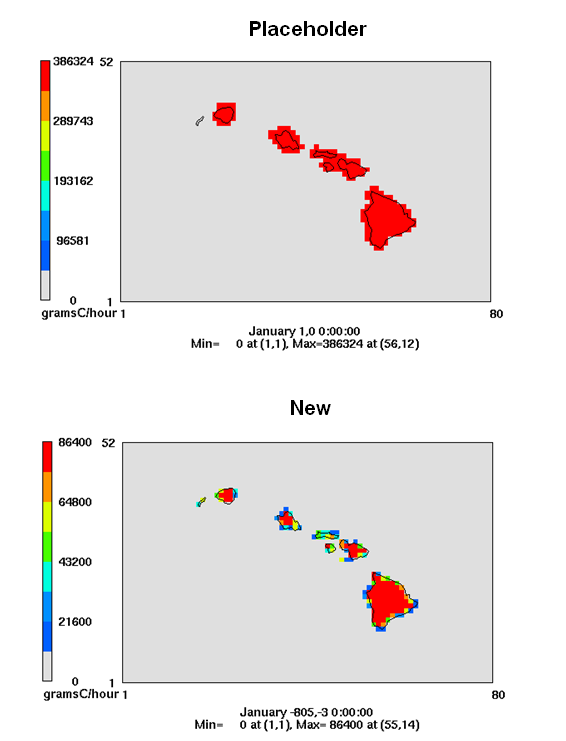 Placeholder
386324
52
289743
193162
96581
0
1
gramsC/hour 1
80
January 1,0 0:00:00
Min= 0 at (1,1), Max=386324 at (56,12)
New
86400
52
64800
43200
21600
0
1
gramsC/hour 1
80
January -805,-3 0:00:00
Min= 0 at (1,1), Max= 86400 at (55,14)